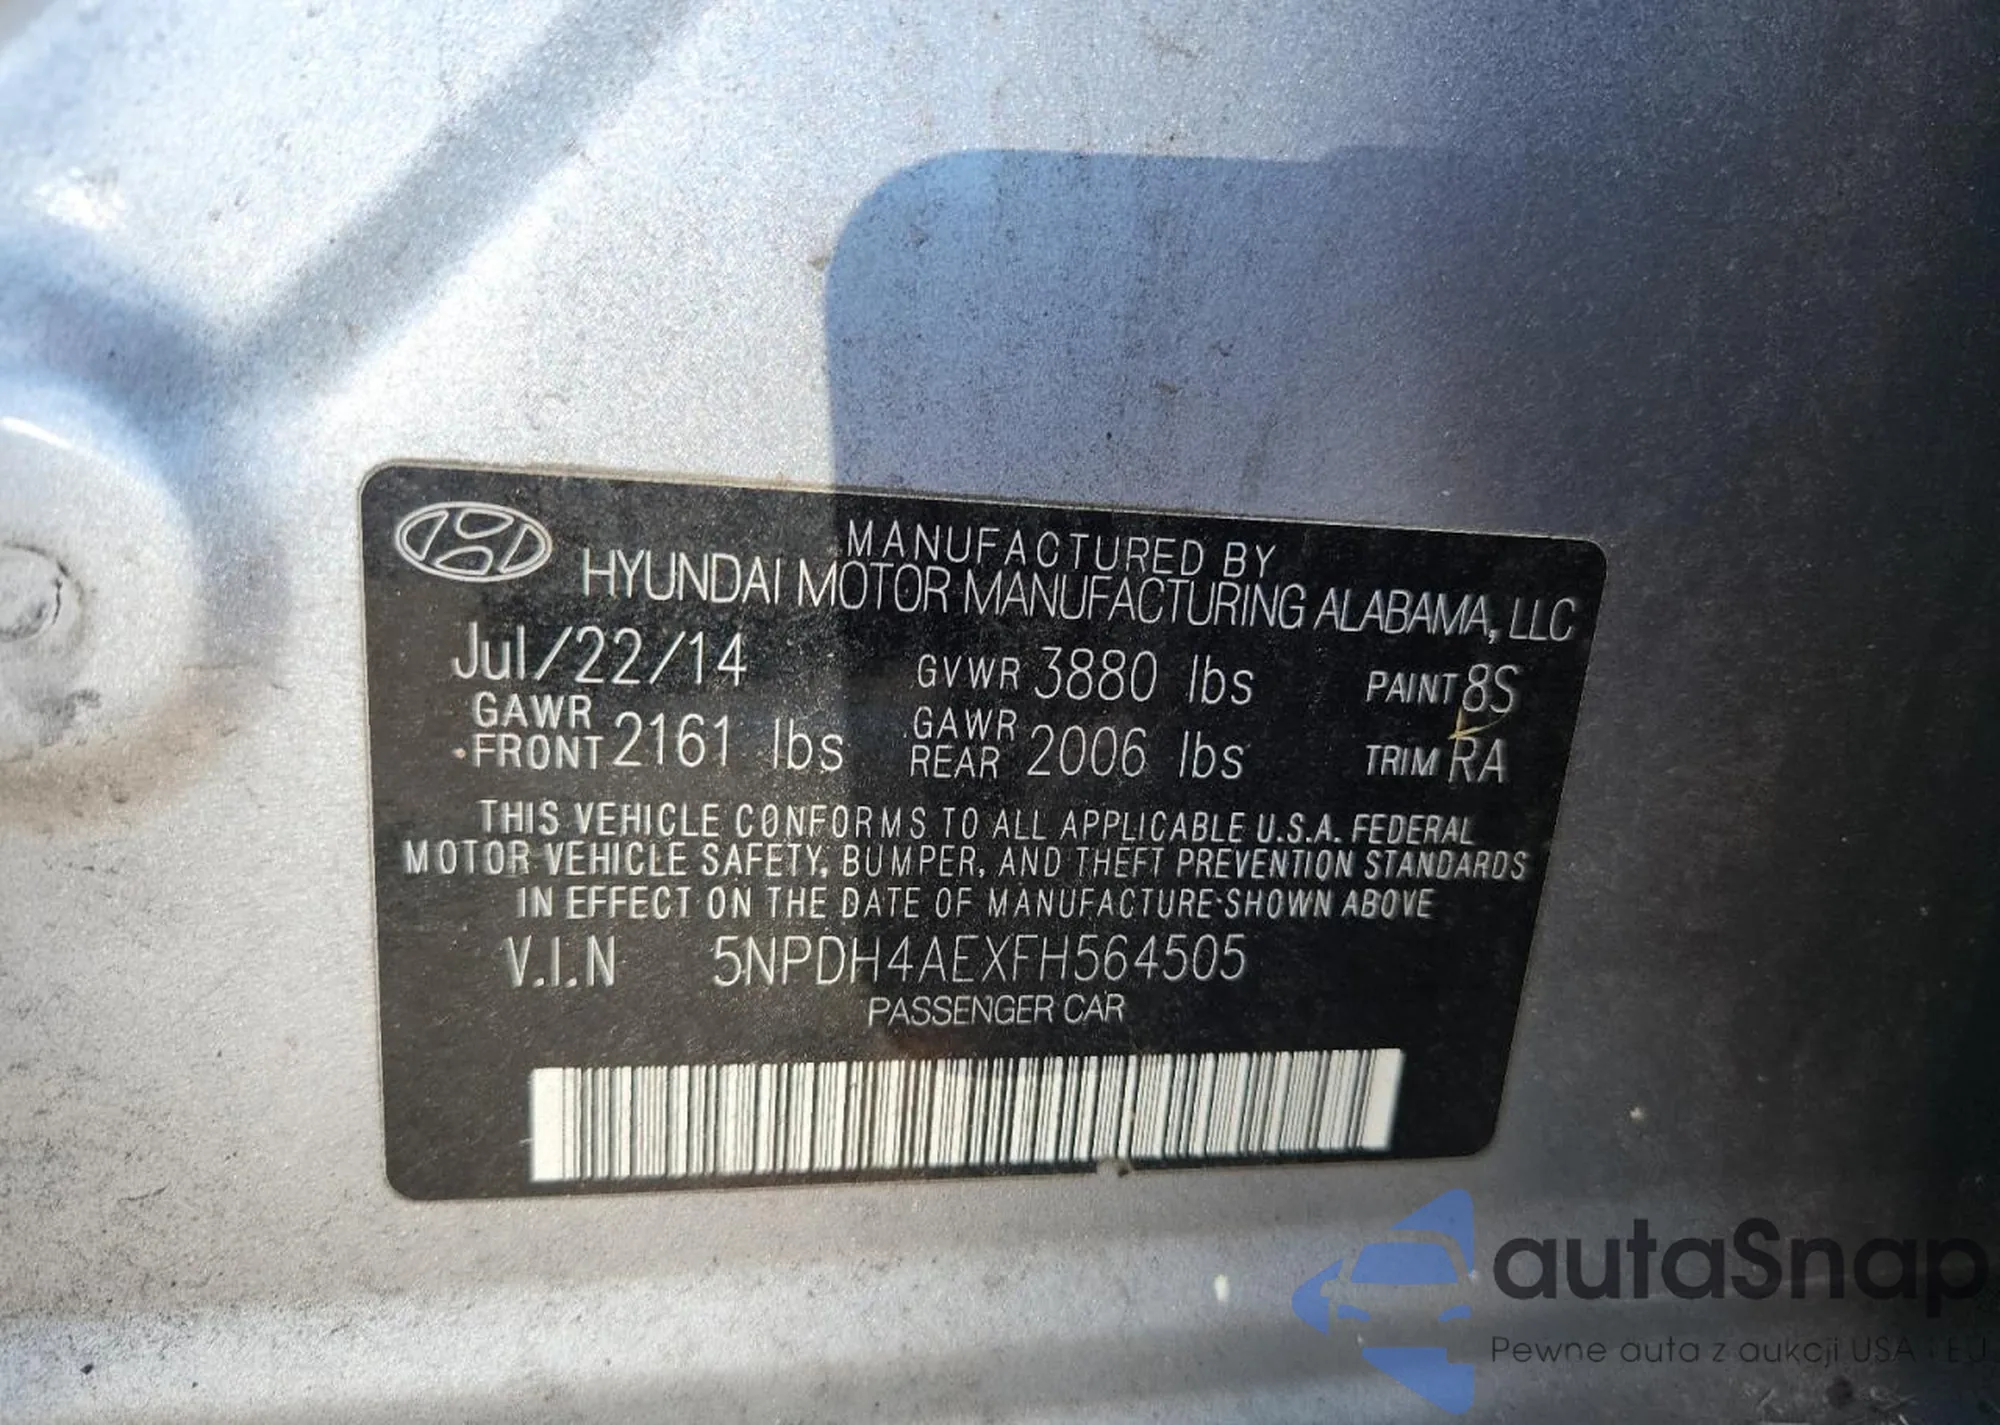 MANUFACTURED BY
HYUNDAI MOTOR MANUFACTURING ALABAMA, LLC
Jul/22/14 GVWR 3880 lbs PAINT 8S
GAWR FRONT 2161 lbs GAWR REAR 2006 lbs TRIM RA
THIS VEHICLE CONFORMS TO ALL APPLICABLE U.S.A. FEDERAL
MOTOR VEHICLE SAFETY, BUMPER, AND THEFT PREVENTION STANDARDS
IN EFFECT ON THE DATE OF MANUFACTURE SHOWN ABOVE
V.I.N 5NPDH4AEXFH564505
PASSENGER CAR
autaSnap
Pewne auta z aukcji USA i EU